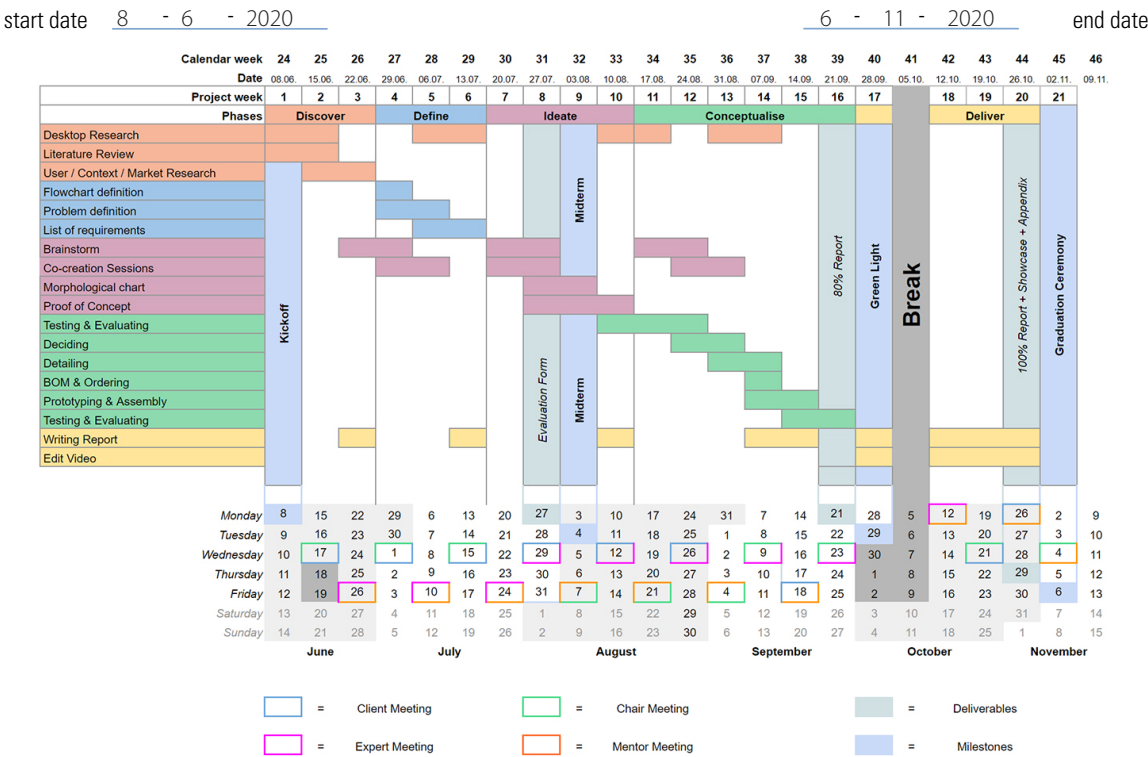 start date 8 - 6 - 2020 6 - 11 - 2020 end date
Calendar week 24 25 26 27 28 29 30 31 32 33 34 35 36 37 38 39 40 41 42 43 44 45 46
Date 08.06. 15.06. 22.06. 29.06. 06.07. 13.07. 20.07. 27.07. 03.08. 10.08. 17.08. 24.08. 31.08. 07.09. 14.09. 21.09. 28.09. 05.10. 12.10. 19.10. 26.10. 02.11. 09.11.
Project week 1 2 3 4 5 6 7 8 9 10 11 12 13 14 15 16 17 18 19 20 21
Phases Discover Define Ideate Conceptualise Deliver
Desktop Research
Literature Review
User / Context / Market Research
Flowchart definition
Problem definition
List of requirements
Brainstorm
Co-creation Sessions
Morphological chart
Proof of Concept
Testing & Evaluating
Deciding
Detailing
BOM & Ordering
Prototyping & Assembly
Testing & Evaluating
Writing Report
Edit Video
Kickoff
Evaluation Form
Midterm
Midterm
80% Report
Green Light
Break
100% Report + Showcase + Appendix
Graduation Ceremony
Monday 8 15 22 29 6 13 20 27 3 10 17 24 31 7 14 21 28 5 12 19 26 2 9
Tuesday 9 16 23 30 7 14 21 28 4 11 18 25 1 8 15 22 29 6 13 20 27 3 10
Wednesday 10 17 24 1 8 15 22 29 5 12 19 26 2 9 16 23 30 7 14 21 28 4 11
Thursday 11 18 25 2 9 16 23 30 6 13 20 27 3 10 17 24 1 8 15 22 29 5 12
Friday 12 19 26 3 10 17 24 31 7 14 21 28 4 11 18 25 2 9 16 23 30 6 13
Saturday 13 20 27 4 11 18 25 1 8 15 22 29 5 12 19 26 3 10 17 24 31 7 14
Sunday 14 21 28 5 12 19 26 2 9 16 23 30 6 13 20 27 4 11 18 25 1 8 15
June July August September October November
= Client Meeting = Chair Meeting = Deliverables
= Expert Meeting = Mentor Meeting = Milestones